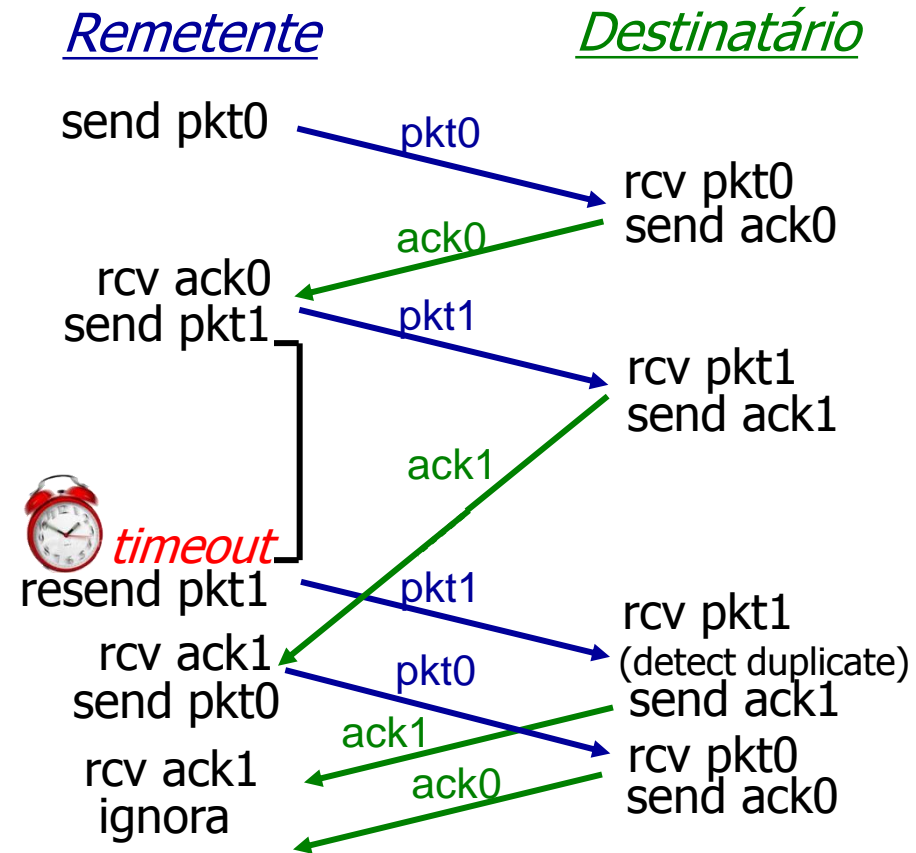 Remetente
Destinatário
send pkt0
pkt0
rcv pkt0
send ack0
ack0
rcv ack0
send pkt1
pkt1
rcv pkt1
send ack1
ack1
timeout
resend pkt1
pkt1
rcv pkt1
(detect duplicate)
send ack1
rcv ack1
send pkt0
pkt0
ack1
rcv pkt0
send ack0
rcv ack1
ignora
ack0